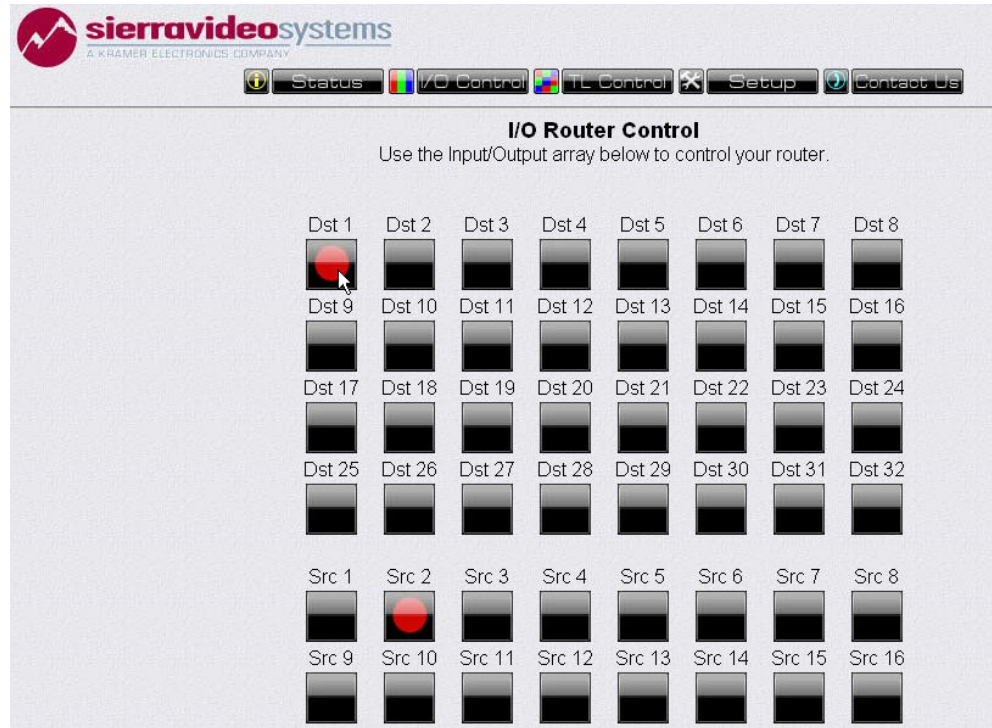 sierravideosystems
A KRAMER ELECTRONICS COMPANY
Status I/O Control TL Control Setup Contact Us
I/O Router Control
Use the Input/Output array below to control your router.
Dst 1 Dst 2 Dst 3 Dst 4 Dst 5 Dst 6 Dst 7 Dst 8
Dst 9 Dst 10 Dst 11 Dst 12 Dst 13 Dst 14 Dst 15 Dst 16
Dst 17 Dst 18 Dst 19 Dst 20 Dst 21 Dst 22 Dst 23 Dst 24
Dst 25 Dst 26 Dst 27 Dst 28 Dst 29 Dst 30 Dst 31 Dst 32
Src 1 Src 2 Src 3 Src 4 Src 5 Src 6 Src 7 Src 8
Src 9 Src 10 Src 11 Src 12 Src 13 Src 14 Src 15 Src 16